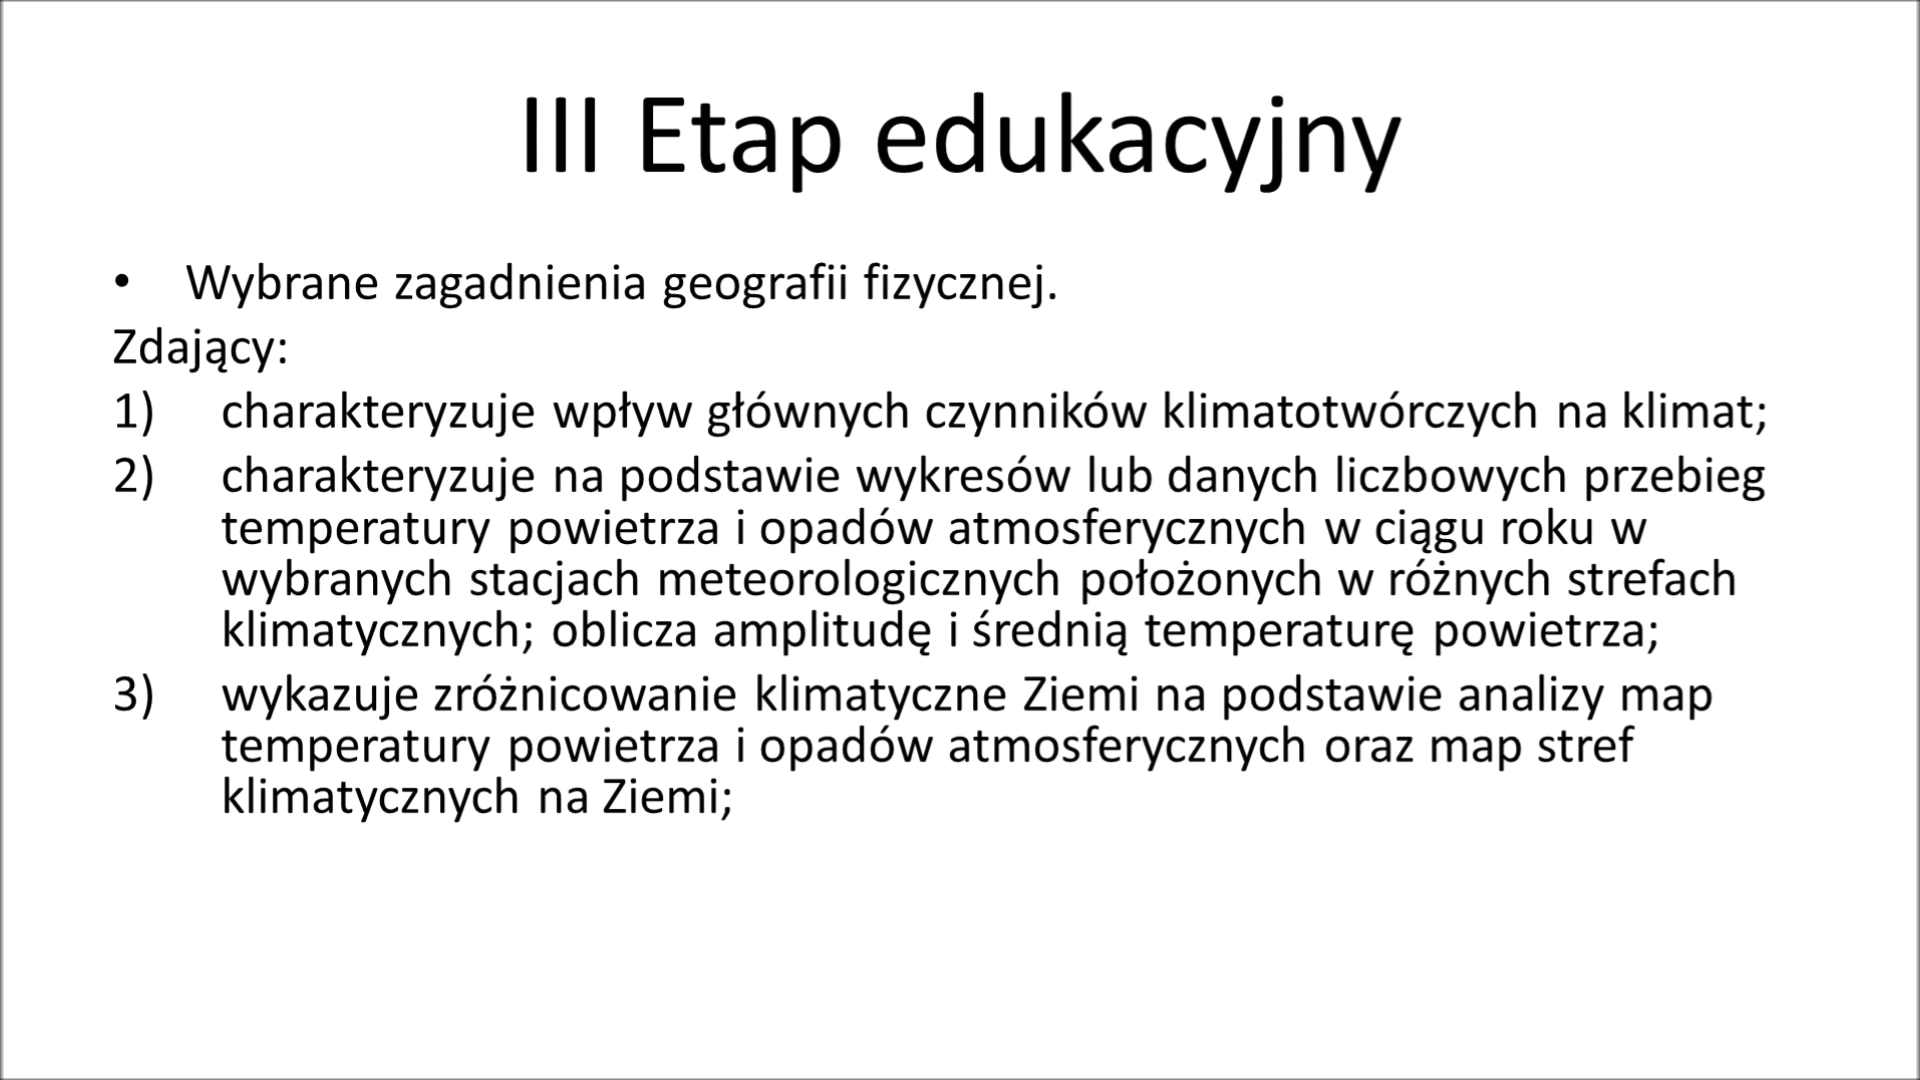 III Etap edukacyjny
• Wybrane zagadnienia geografii fizycznej.
Zdający:
1) charakteryzuje wpływ głównych czynników klimatotwórczych na klimat;
2) charakteryzuje na podstawie wykresów lub danych liczbowych przebieg
temperatury powietrza i opadów atmosferycznych w ciągu roku w
wybranych stacjach meteorologicznych położonych w różnych strefach
klimatycznych; oblicza amplitudę i średnią temperaturę powietrza;
3) wykazuje zróżnicowanie klimatyczne Ziemi na podstawie analizy map
temperatury powietrza i opadów atmosferycznych oraz map stref
klimatycznych na Ziemi;